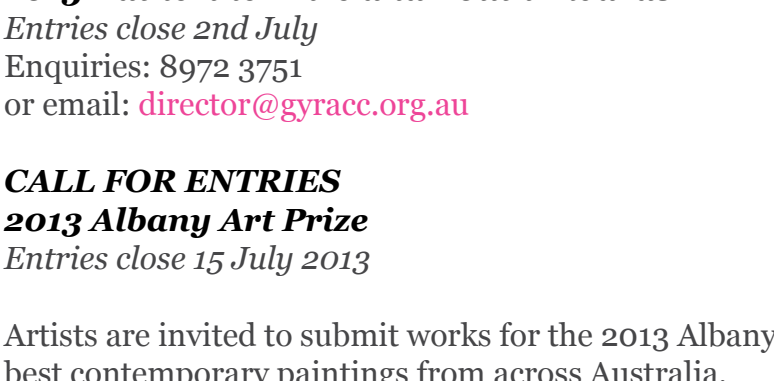 Entries close 2nd July
Enquiries: 8972 3751
or email: director@gyracc.org.au
CALL FOR ENTRIES
2013 Albany Art Prize
Entries close 15 July 2013
Artists are invited to submit works for the 2013 Albany
best contemporary paintings from across Australia.